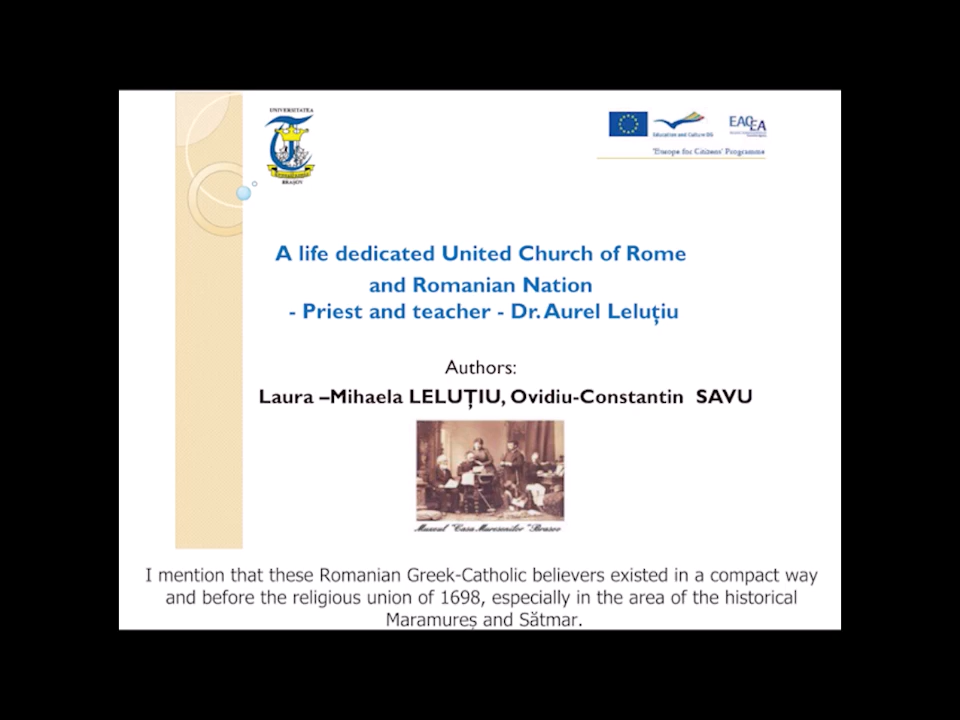 UNIVERSITATEA
BRAŞOV
Education and Culture DG
EACEA
'Europe for Citizens' Programme
A life dedicated United Church of Rome
and Romanian Nation
- Priest and teacher - Dr. Aurel Leluțiu
Authors:
Laura –Mihaela LELUȚIU, Ovidiu-Constantin SAVU
Muzeul "Casa Muresenilor" Brasov
I mention that these Romanian Greek-Catholic believers existed in a compact way
and before the religious union of 1698, especially in the area of the historical
Maramureș and Sătmar.